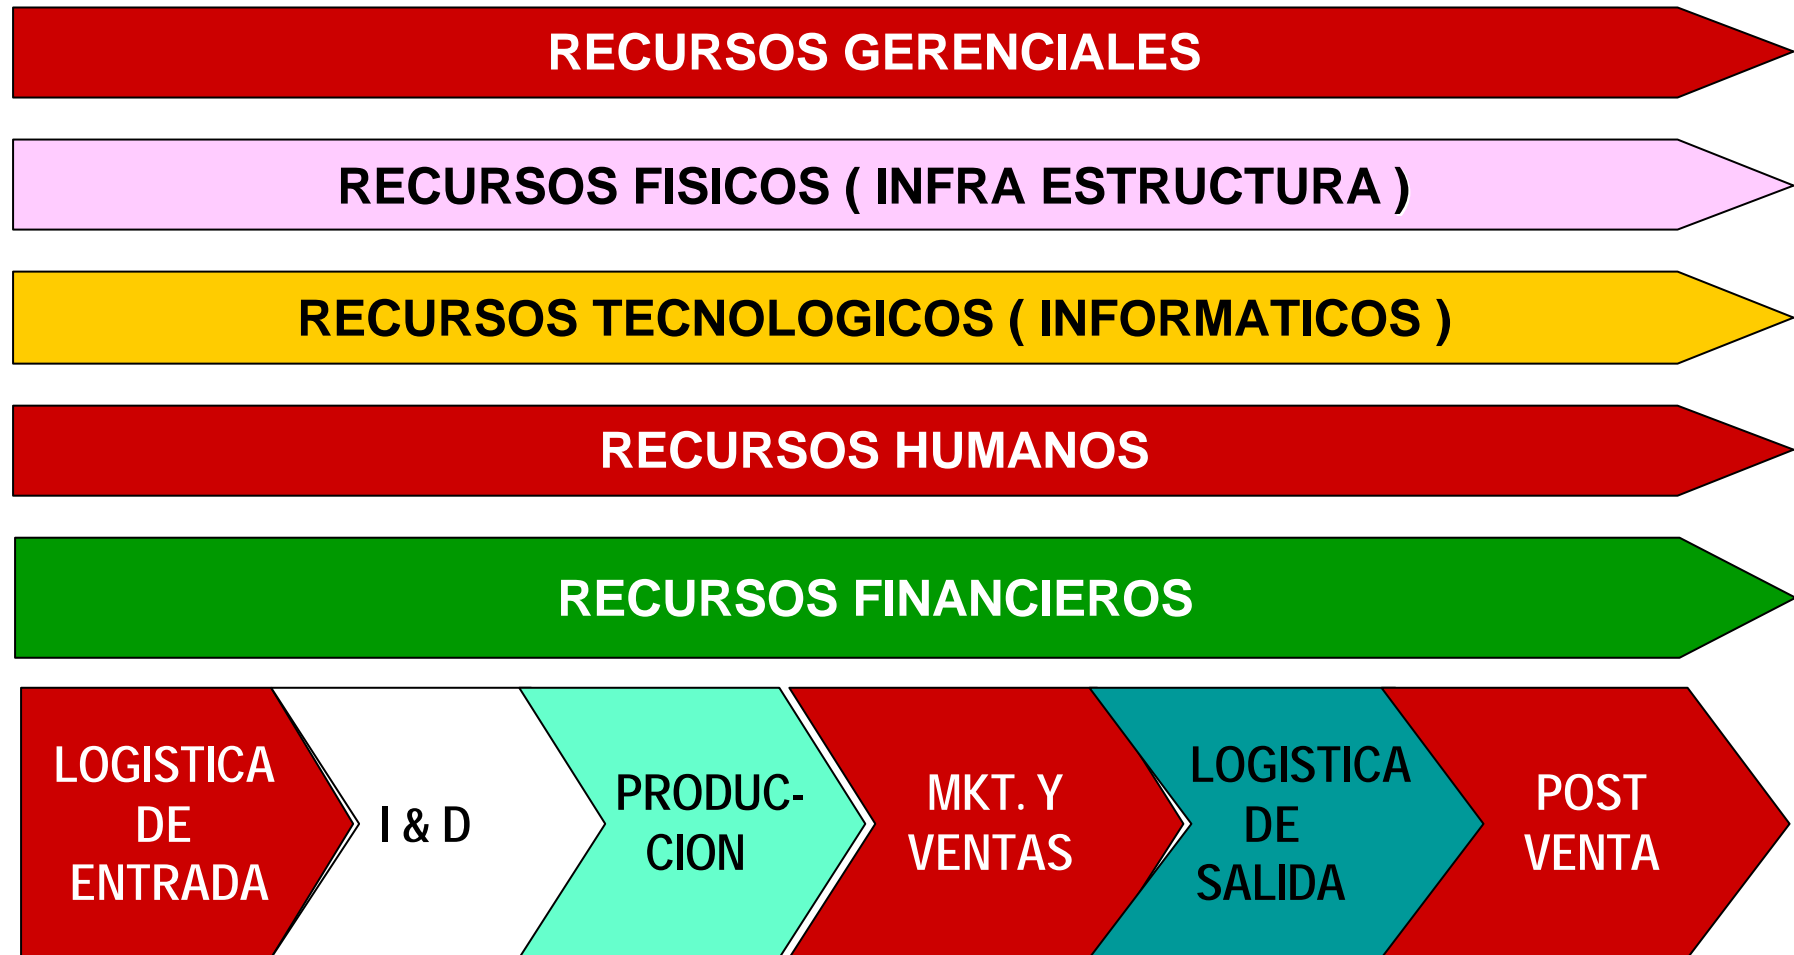 RECURSOS GERENCIALES
RECURSOS FISICOS ( INFRA ESTRUCTURA )
RECURSOS TECNOLOGICOS ( INFORMATICOS )
RECURSOS HUMANOS
RECURSOS FINANCIEROS
LOGISTICA
DE
ENTRADA
I & D
PRODUC-
CION
MKT. Y
VENTAS
LOGISTICA
DE
SALIDA
POST
VENTA